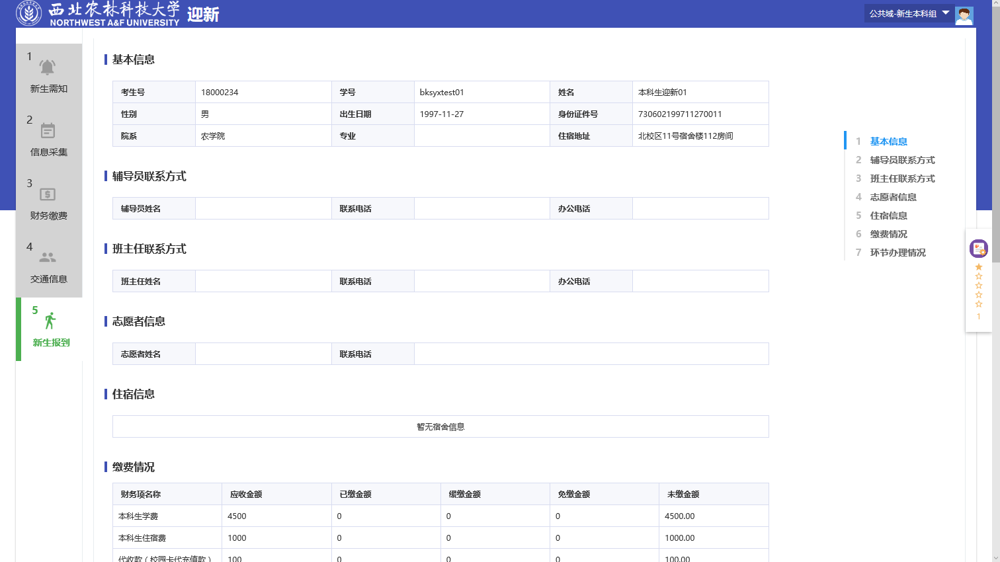 西北农林科技大学 迎新
NORTHWEST A&F UNIVERSITY
公共域-新生本科组
1
新生需知
2
信息采集
3
财务缴费
4
交通信息
5
新生报到
基本信息
考生号 18000234 学号 bksyxtest01 姓名 本科生迎新01
性别 男 出生日期 1997-11-27 身份证件号 730602199711270011
院系 农学院 专业 住宿地址 北校区11号宿舍楼112房间
辅导员联系方式
辅导员姓名 联系电话 办公电话
班主任联系方式
班主任姓名 联系电话 办公电话
志愿者信息
志愿者姓名 联系电话
住宿信息
暂无宿舍信息
缴费情况
财务项名称 应收金额 已缴金额 缓缴金额 免缴金额 未缴金额
本科生学费 4500 0 0 0 4500.00
本科生住宿费 1000 0 0 0 1000.00
代收款（校园卡代充值款） 100 0 0 0 100.00
1 基本信息
2 辅导员联系方式
3 班主任联系方式
4 志愿者信息
5 住宿信息
6 缴费情况
7 环节办理情况
1